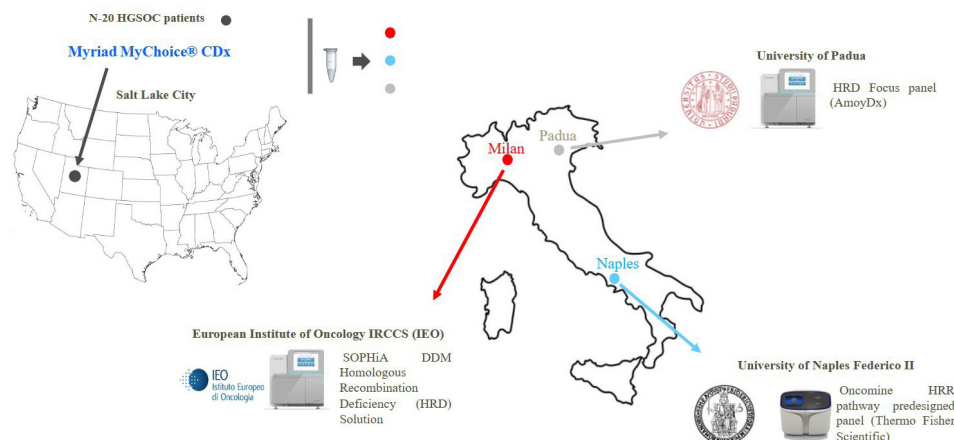 N-20 HGSOC patients
Myriad MyChoice® CDx
Salt Lake City
University of Padua
HRD Focus panel
(AmoyDx)
Padua
Milan
Naples
European Institute of Oncology IRCCS (IEO)
IEO
Istituto Europeo
di Oncologia
SOPHiA DDM
Homologous
Recombination
Deficiency (HRD)
Solution
University of Naples Federico II
Oncomine HRR
pathway predesigned
panel (Thermo Fisher
Scientific)